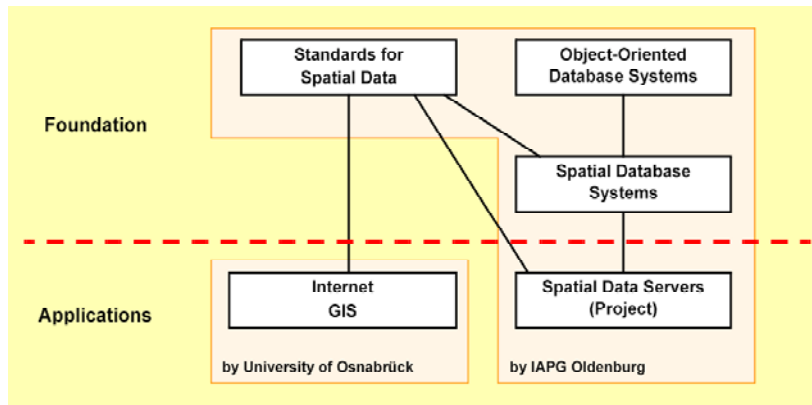 Standards for
Spatial Data
Object-Oriented
Database Systems
Foundation
Spatial Database
Systems
Applications
Internet
GIS
Spatial Data Servers
(Project)
by University of Osnabrück
by IAPG Oldenburg